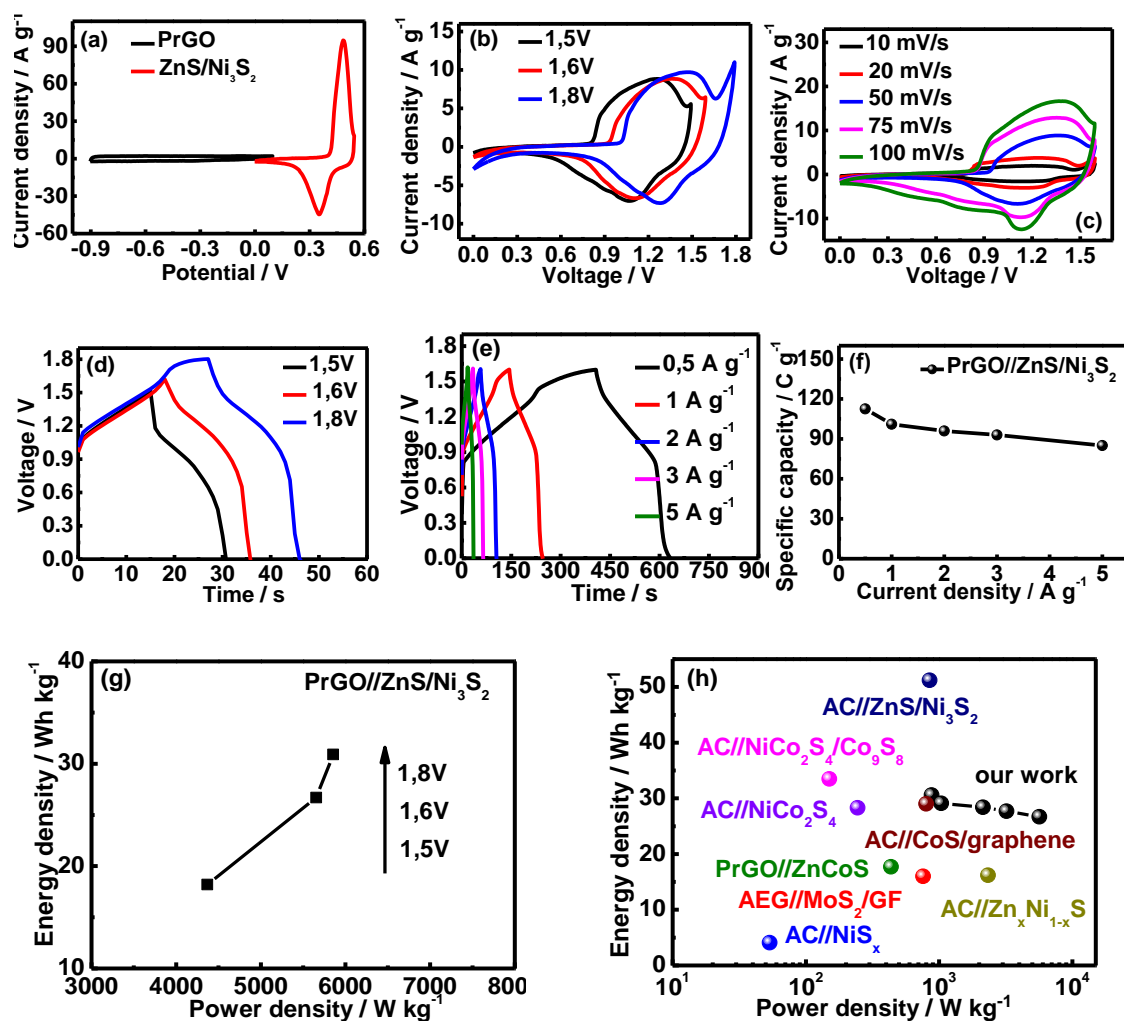 (a)
PrGO
ZnS/Ni3S2
Current density / A g-1
90
60
30
0
-30
-60
-0.9 -0.6 -0.3 0.0 0.3 0.6
Potential / V
(b)
1,5V
1,6V
1,8V
Current density / A g-1
15
10
5
0
-5
-10
0.0 0.3 0.6 0.9 1.2 1.5 1.8
Voltage / V
(c)
10 mV/s
20 mV/s
50 mV/s
75 mV/s
100 mV/s
Current density / A g-1
30
20
10
0
-10
0.0 0.3 0.6 0.9 1.2 1.5
Voltage / V
(d)
1,5V
1,6V
1,8V
Voltage / V
1.8
1.5
1.2
0.9
0.6
0.3
0.0
0 10 20 30 40 50 60
Time / s
(e)
0,5 A g-1
1 A g-1
2 A g-1
3 A g-1
5 A g-1
Voltage / V
1.8
1.5
1.2
0.9
0.6
0.3
0.0
0 150 300 450 600 750 900
Time / s
(f)
PrGO//ZnS/Ni3S2
Specific capacity / C g-1
150
120
90
60
30
0
0 1 2 3 4 5
Current density / A g-1
(g)
PrGO//ZnS/Ni3S2
1,8V
1,6V
1,5V
Energy density / Wh kg-1
40
30
20
10
3000 4000 5000 6000 7000 8000
Power density / W kg-1
(h)
AC//ZnS/Ni3S2
AC//NiCo2S4/Co9S8
our work
AC//NiCo2S4
AC//CoS/graphene
PrGO//ZnCoS
AEG//MoS2/GF
AC//ZnxNi1-xS
AC//NiSx
Energy density / Wh kg-1
50
40
30
20
10
0
10^1 10^2 10^3 10^4
Power density / W kg-1